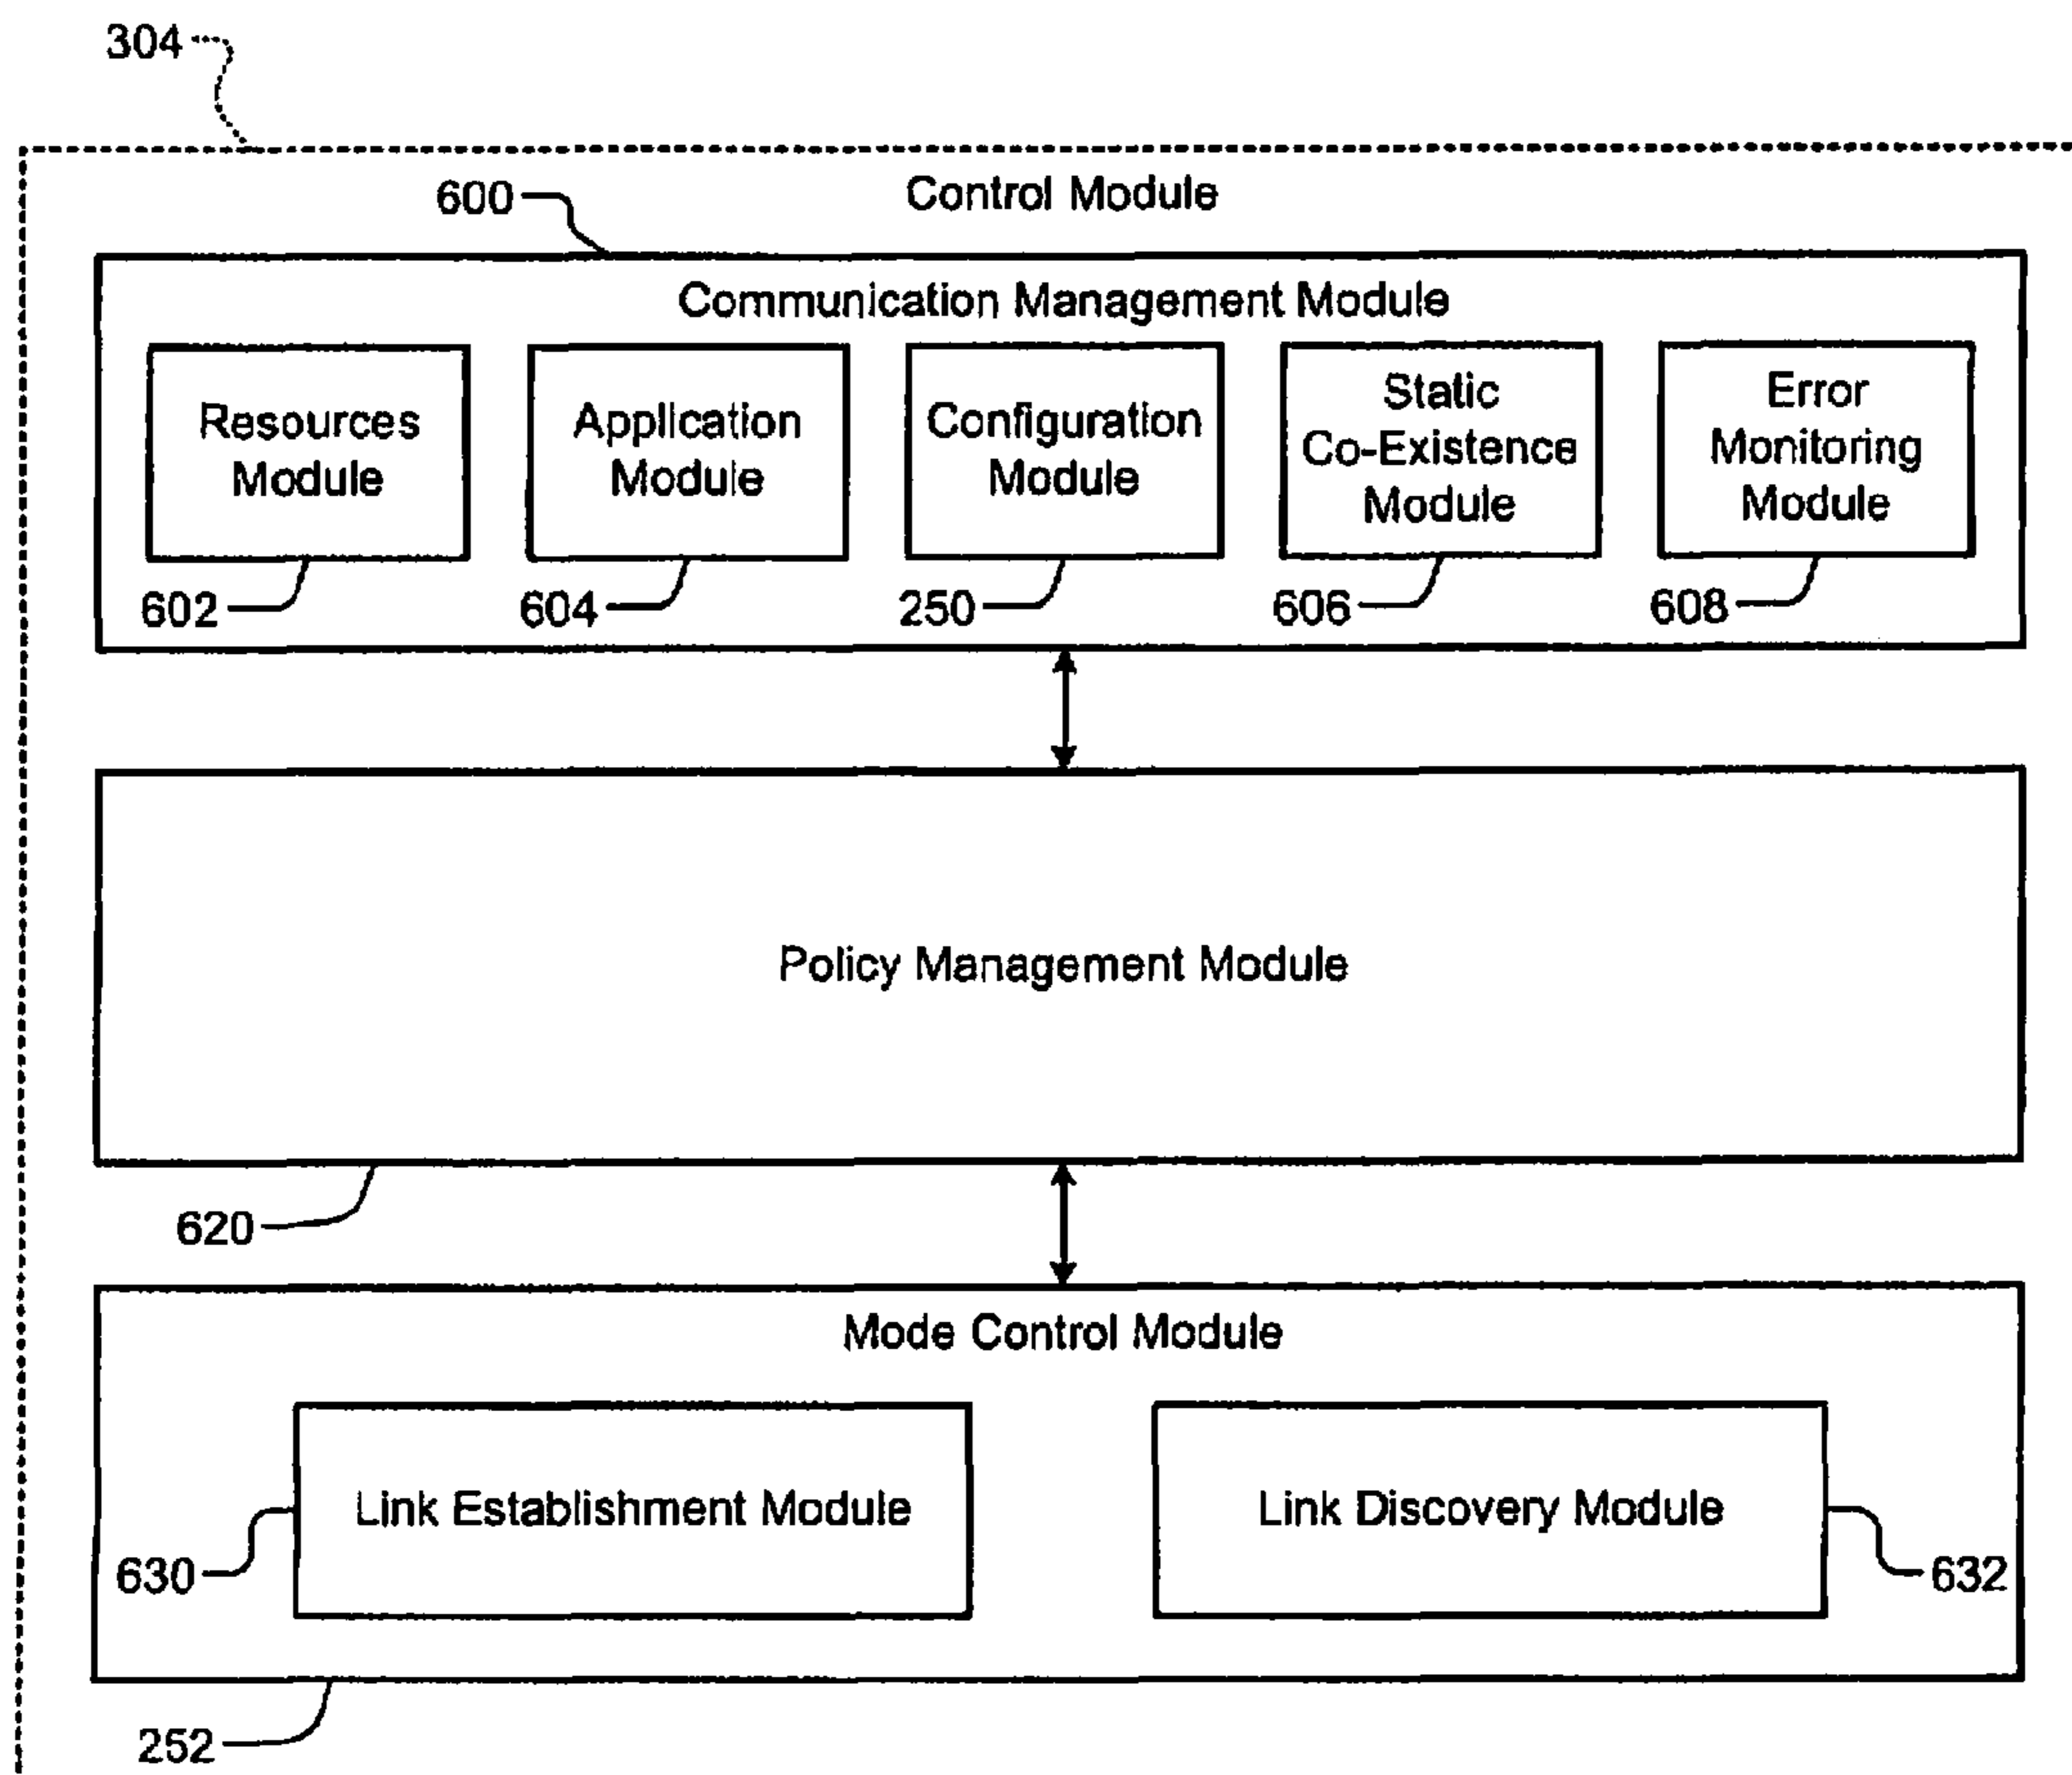 304
Control Module
600
Communication Management Module
Resources
Module
Application
Module
Configuration
Module
Static
Co-Existence
Module
Error
Monitoring
Module
602
604
250
606
608
Policy Management Module
620
Mode Control Module
Link Establishment Module
Link Discovery Module
630
632
252